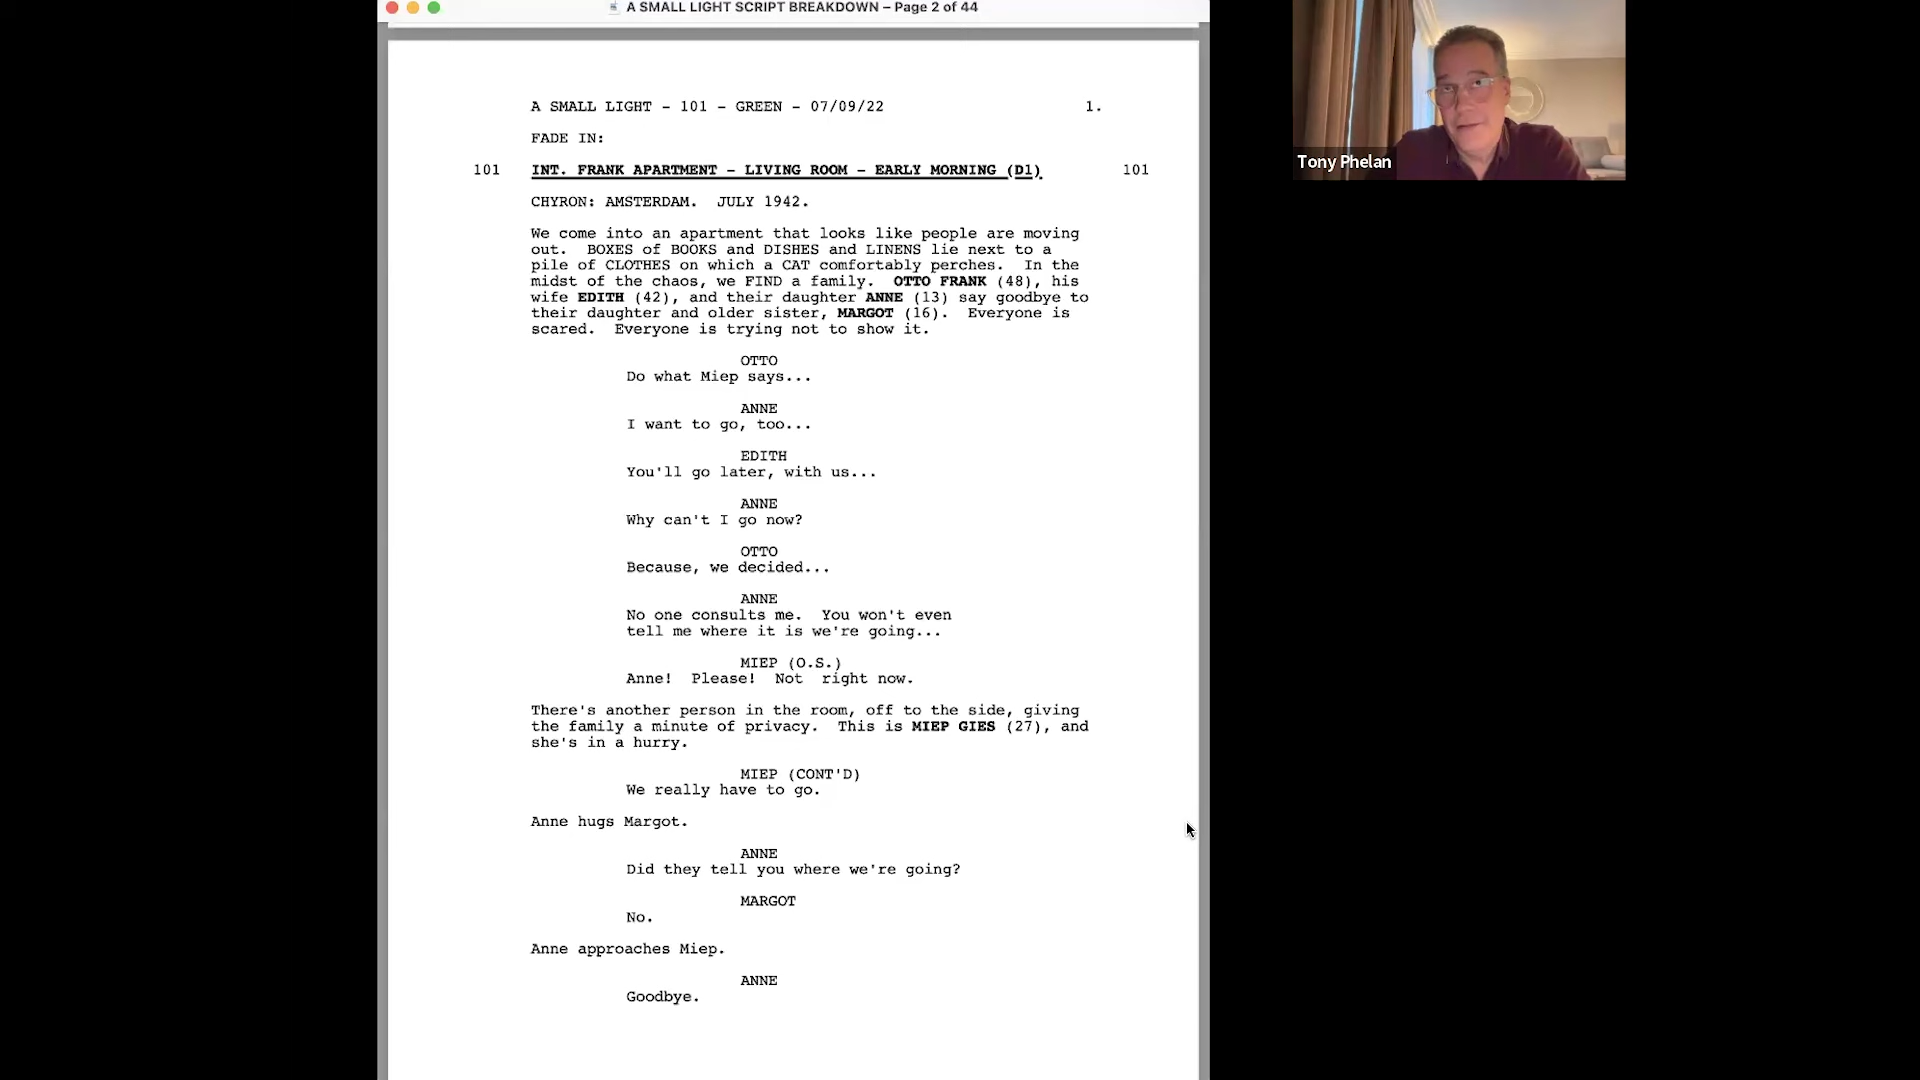 A SMALL LIGHT SCRIPT BREAKDOWN – Page 2 of 44
A SMALL LIGHT - 101 - GREEN - 07/09/22 1.
FADE IN:
101 INT. FRANK APARTMENT - LIVING ROOM - EARLY MORNING (D1) 101
CHYRON: AMSTERDAM. JULY 1942.
We come into an apartment that looks like people are moving
out. BOXES of BOOKS and DISHES and LINENS lie next to a
pile of CLOTHES on which a CAT comfortably perches. In the
midst of the chaos, we FIND a family. OTTO FRANK (48), his
wife EDITH (42), and their daughter ANNE (13) say goodbye to
their daughter and older sister, MARGOT (16). Everyone is
scared. Everyone is trying not to show it.
OTTO
Do what Miep says...
ANNE
I want to go, too...
EDITH
You'll go later, with us...
ANNE
Why can't I go now?
OTTO
Because, we decided...
ANNE
No one consults me. You won't even
tell me where it is we're going...
MIEP (O.S.)
Anne! Please! Not right now.
There's another person in the room, off to the side, giving
the family a minute of privacy. This is MIEP GIES (27), and
she's in a hurry.
MIEP (CONT'D)
We really have to go.
Anne hugs Margot.
ANNE
Did they tell you where we're going?
MARGOT
No.
Anne approaches Miep.
ANNE
Goodbye.
Tony Phelan